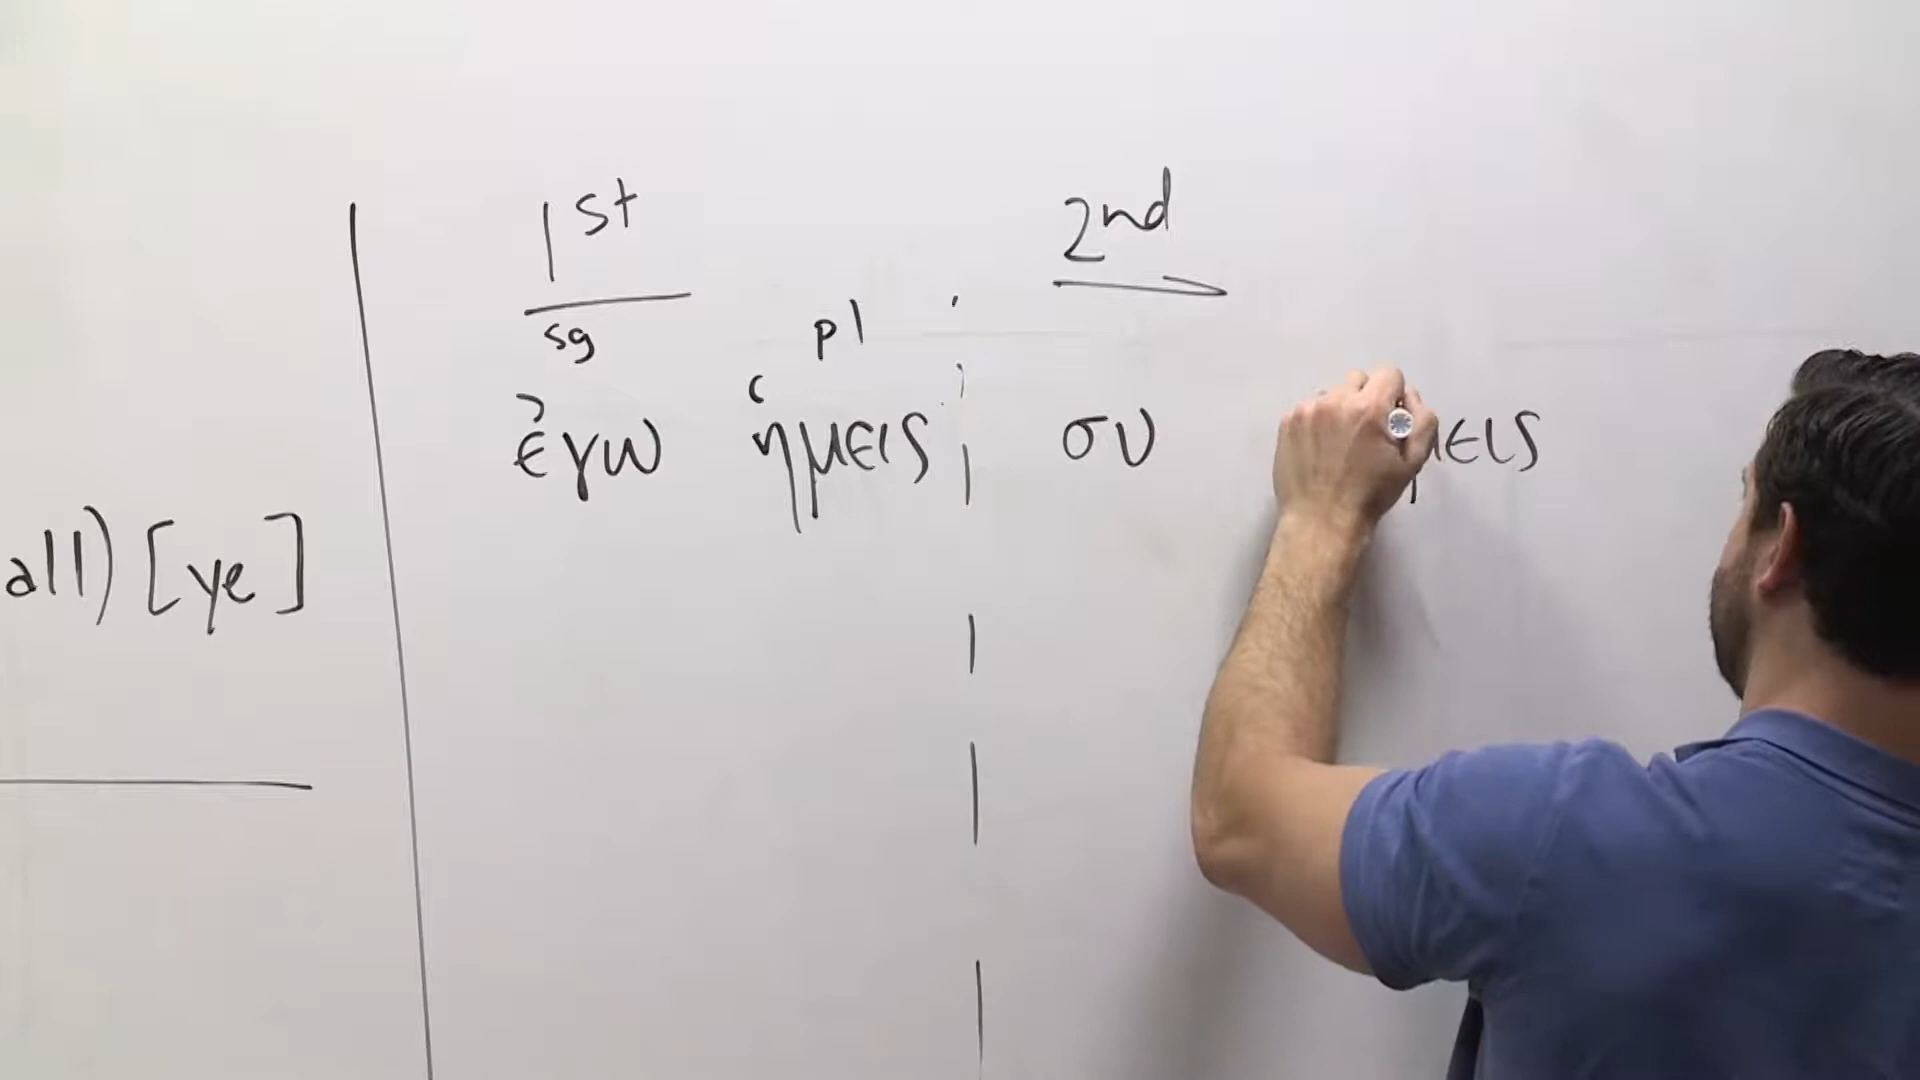 1st 2nd
sg pl
ἐγω ἡμεις συ
all) [ye]